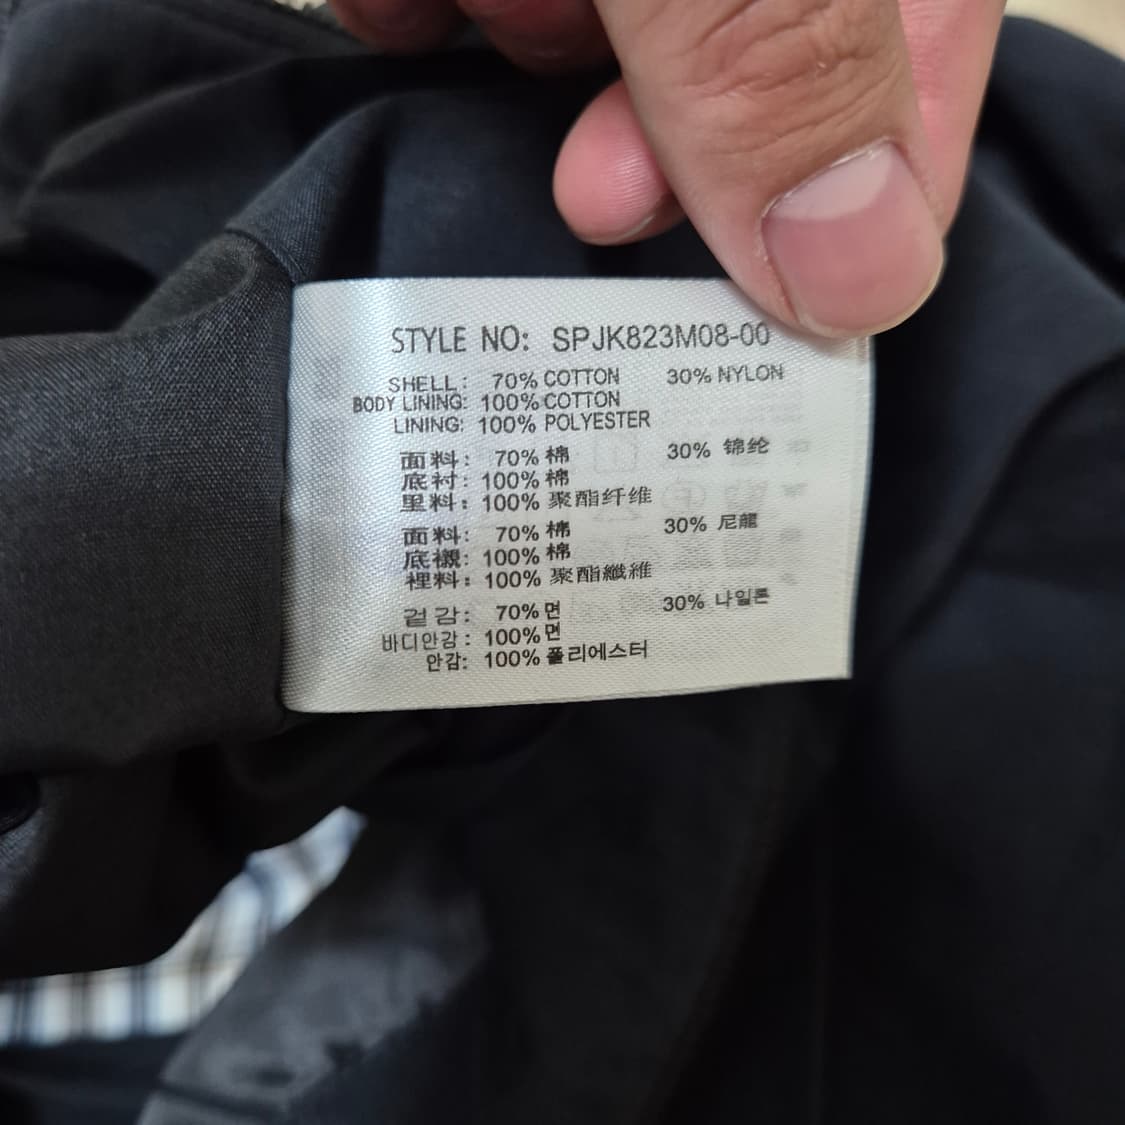 STYLE NO: SPJK823M08-00
SHELL: 70% COTTON 30% NYLON
BODY LINING: 100% COTTON
LINING: 100% POLYESTER
面料: 70% 棉 30% 锦纶
底衬: 100% 棉
里料: 100% 聚酯纤维
面料: 70% 棉 30% 尼龍
底襯: 100% 棉
裡料: 100% 聚酯纖維
겉감: 70% 면 30% 나일론
바디안감: 100% 면
안감: 100% 폴리에스터